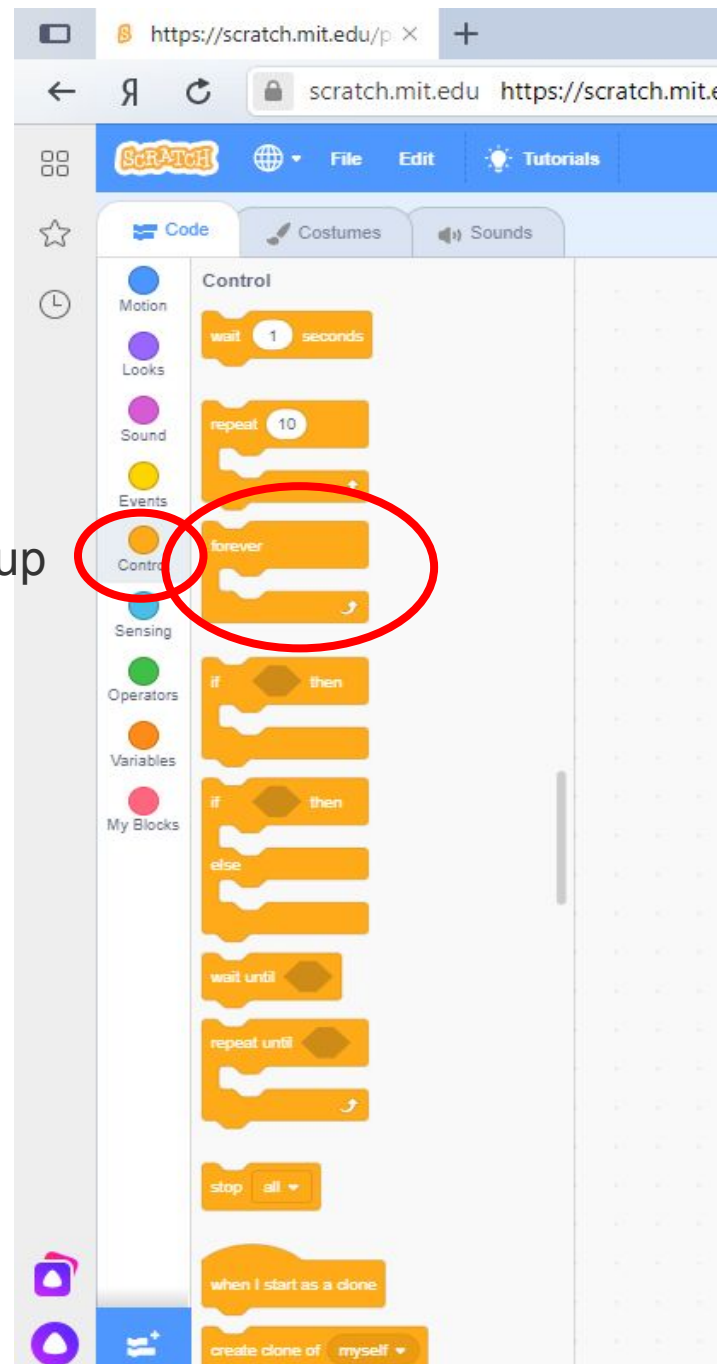 https://scratch.mit.edu/p
Я scratch.mit.edu https://scratch.mit.e
SCRATCH File Edit Tutorials
Code Costumes Sounds
Control
Motion
Looks
Sound
Events
Control
Sensing
Operators
Variables
My Blocks
up
wait 1 seconds
repeat 10
forever
if then
if then
else
wait until
repeat until
stop all
when I start as a clone
create clone of myself